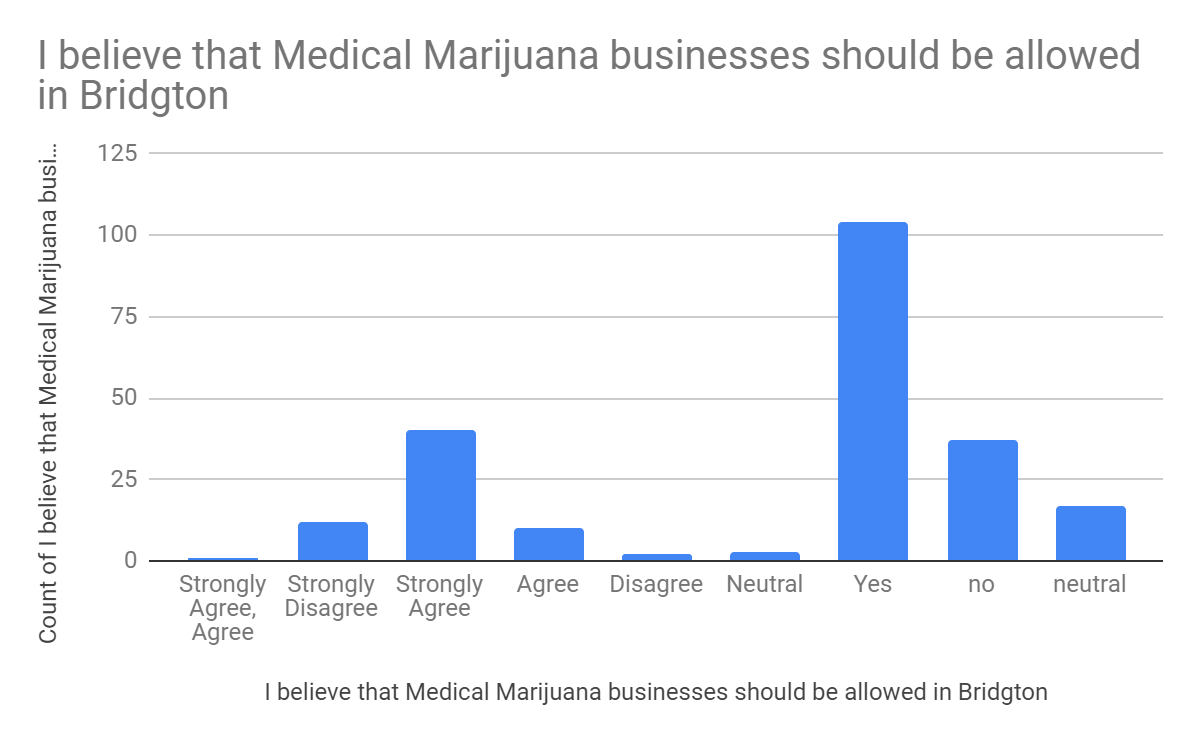 I believe that Medical Marijuana businesses should be allowed
in Bridgton
Count of I believe that Medical Marijuana busi...
125
100
75
50
25
0
Strongly
Agree,
Agree
Strongly
Disagree
Strongly
Agree
Agree
Disagree
Neutral
Yes
no
neutral
I believe that Medical Marijuana businesses should be allowed in Bridgton